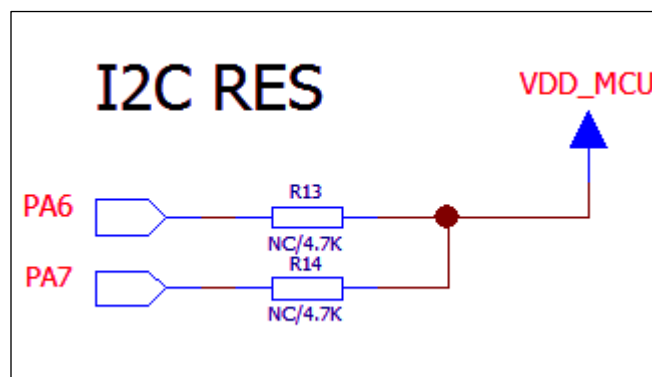 I2C RES
VDD_MCU
PA6
R13
NC/4.7K
PA7
R14
NC/4.7K